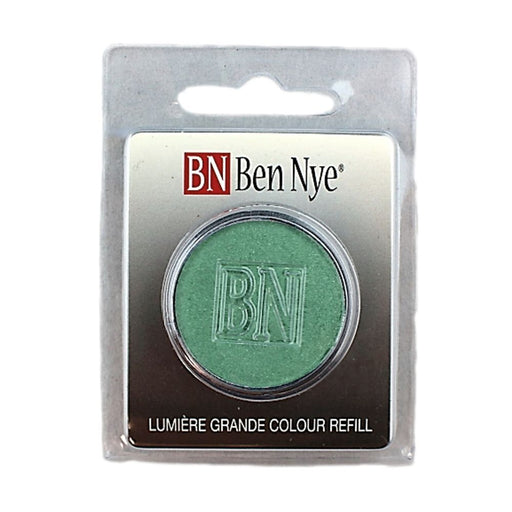 BN Ben Nye®
BN
LUMIÈRE GRANDE COLOUR REFILL